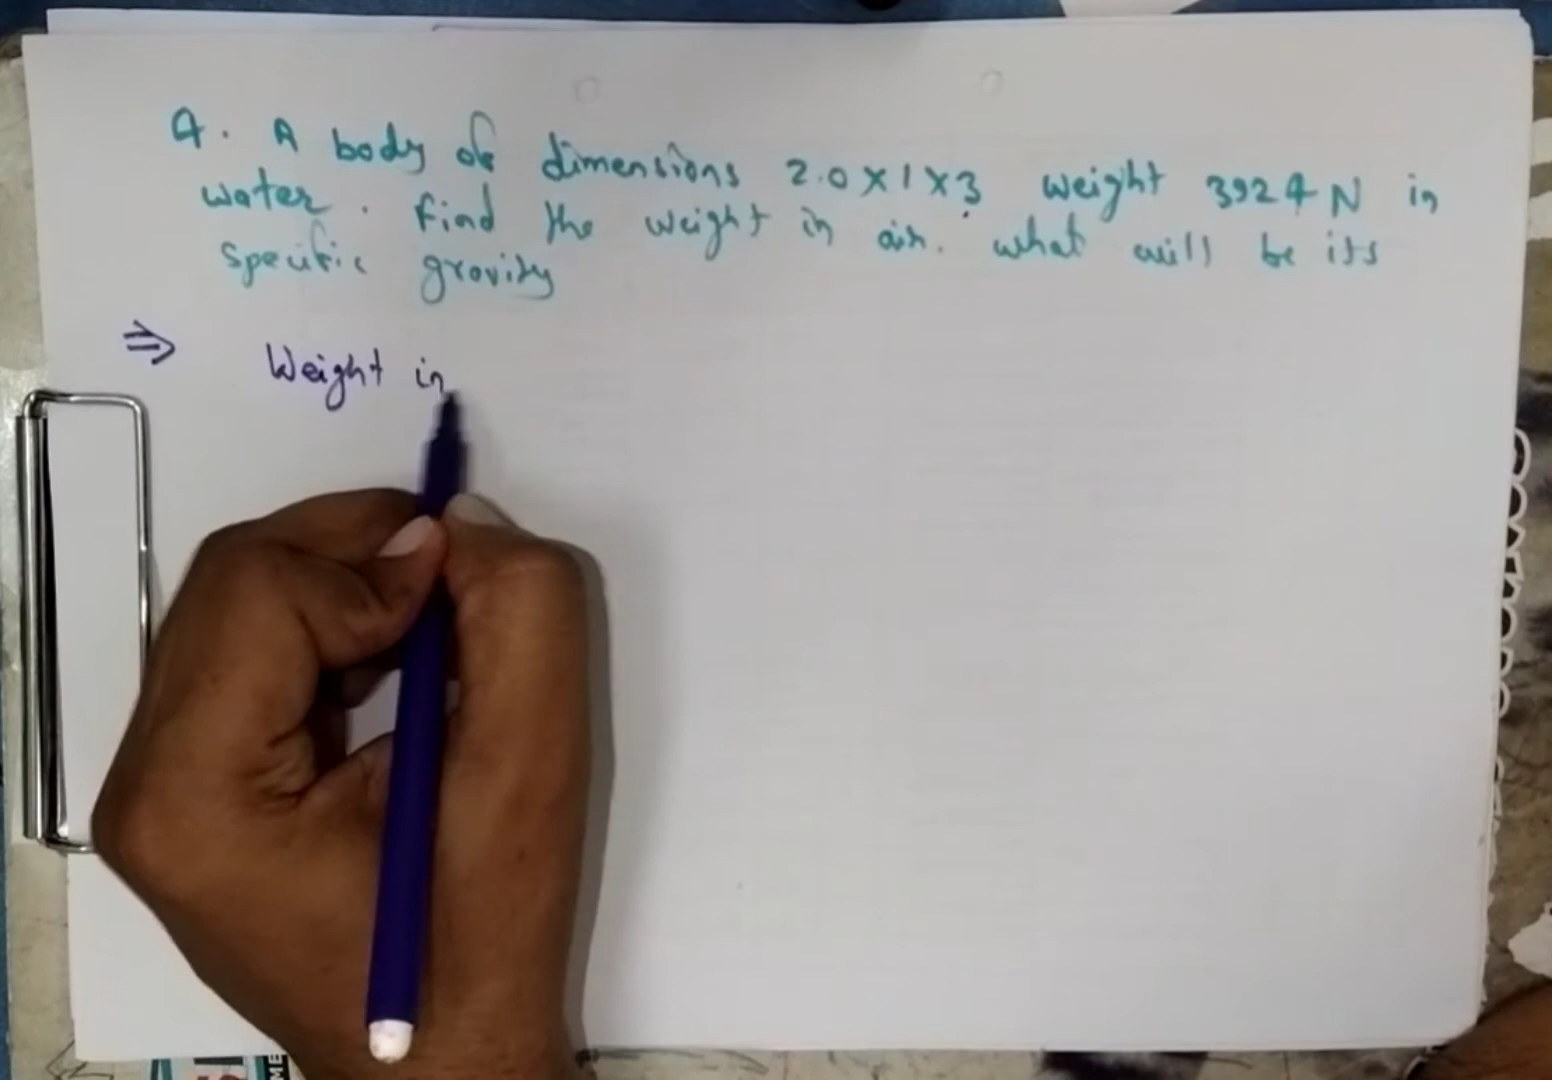 Q. A body of dimensions 2.0 x 1 x 3 weight 3924 N in
water. Find the weight in air. what will be its
specific gravity
⇒ Weight in